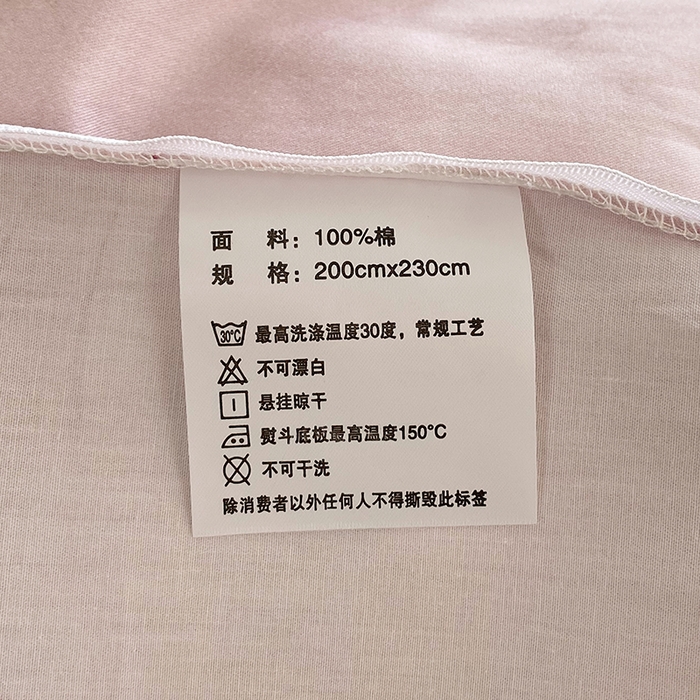 面 料：100%棉
规 格：200cmx230cm
30℃ 最高洗涤温度30度，常规工艺
不可漂白
悬挂晾干
熨斗底板最高温度150℃
不可干洗
除消费者以外任何人不得撕毁此标签